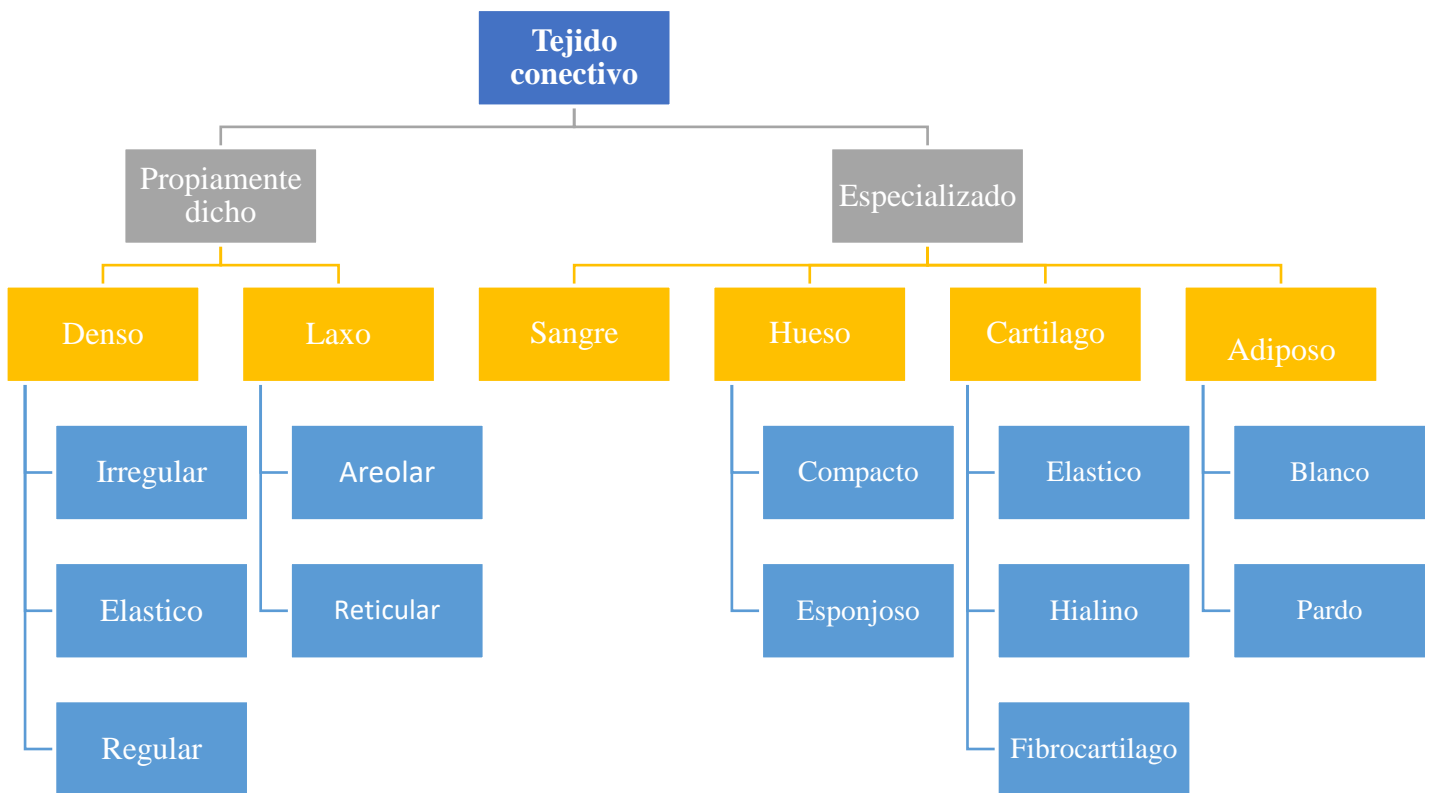 Tejido
conectivo
Propiamente
dicho
Especializado
Denso
Laxo
Sangre
Hueso
Cartilago
Adiposo
Irregular
Areolar
Compacto
Elastico
Blanco
Elastico
Reticular
Esponjoso
Hialino
Pardo
Regular
Fibrocartilago